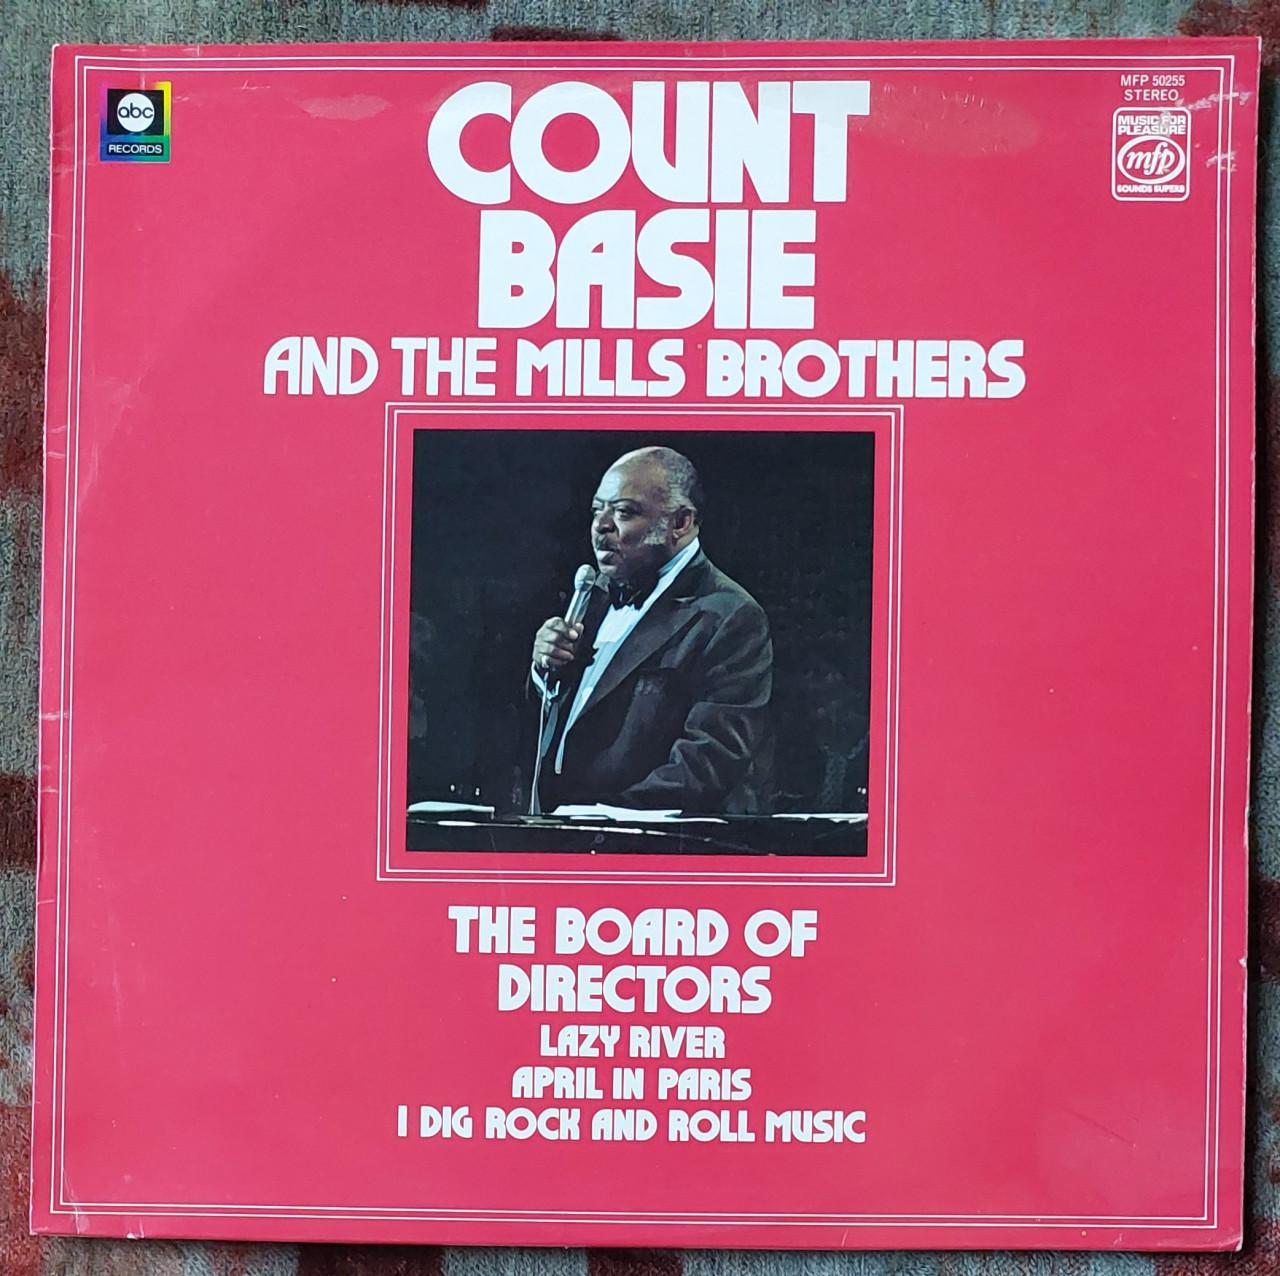 abc
RECORDS
COUNT
BASIE
AND THE MILLS BROTHERS
MFP 50255
STEREO
MUSIC FOR
PLEASURE
mfp
SOUNDS SUPERB
THE BOARD OF
DIRECTORS
LAZY RIVER
APRIL IN PARIS
I DIG ROCK AND ROLL MUSIC